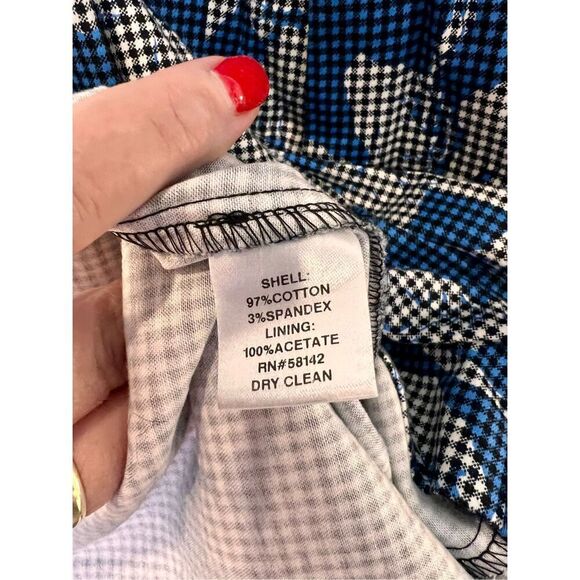 SHELL:
97%COTTON
3%SPANDEX
LINING:
100%ACETATE
RN#58142
DRY CLEAN